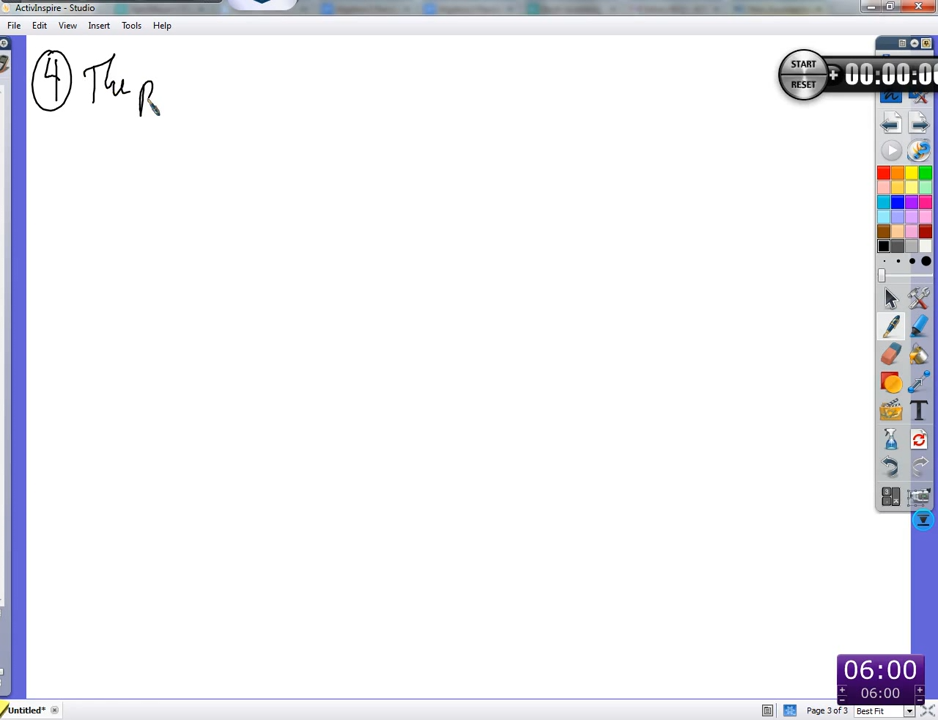 ActivInspire - Studio
File Edit View Insert Tools Help
④ The p
START
RESET
00:00:0
06:00
06:00
Untitled*
Page 3 of 3 Best Fit